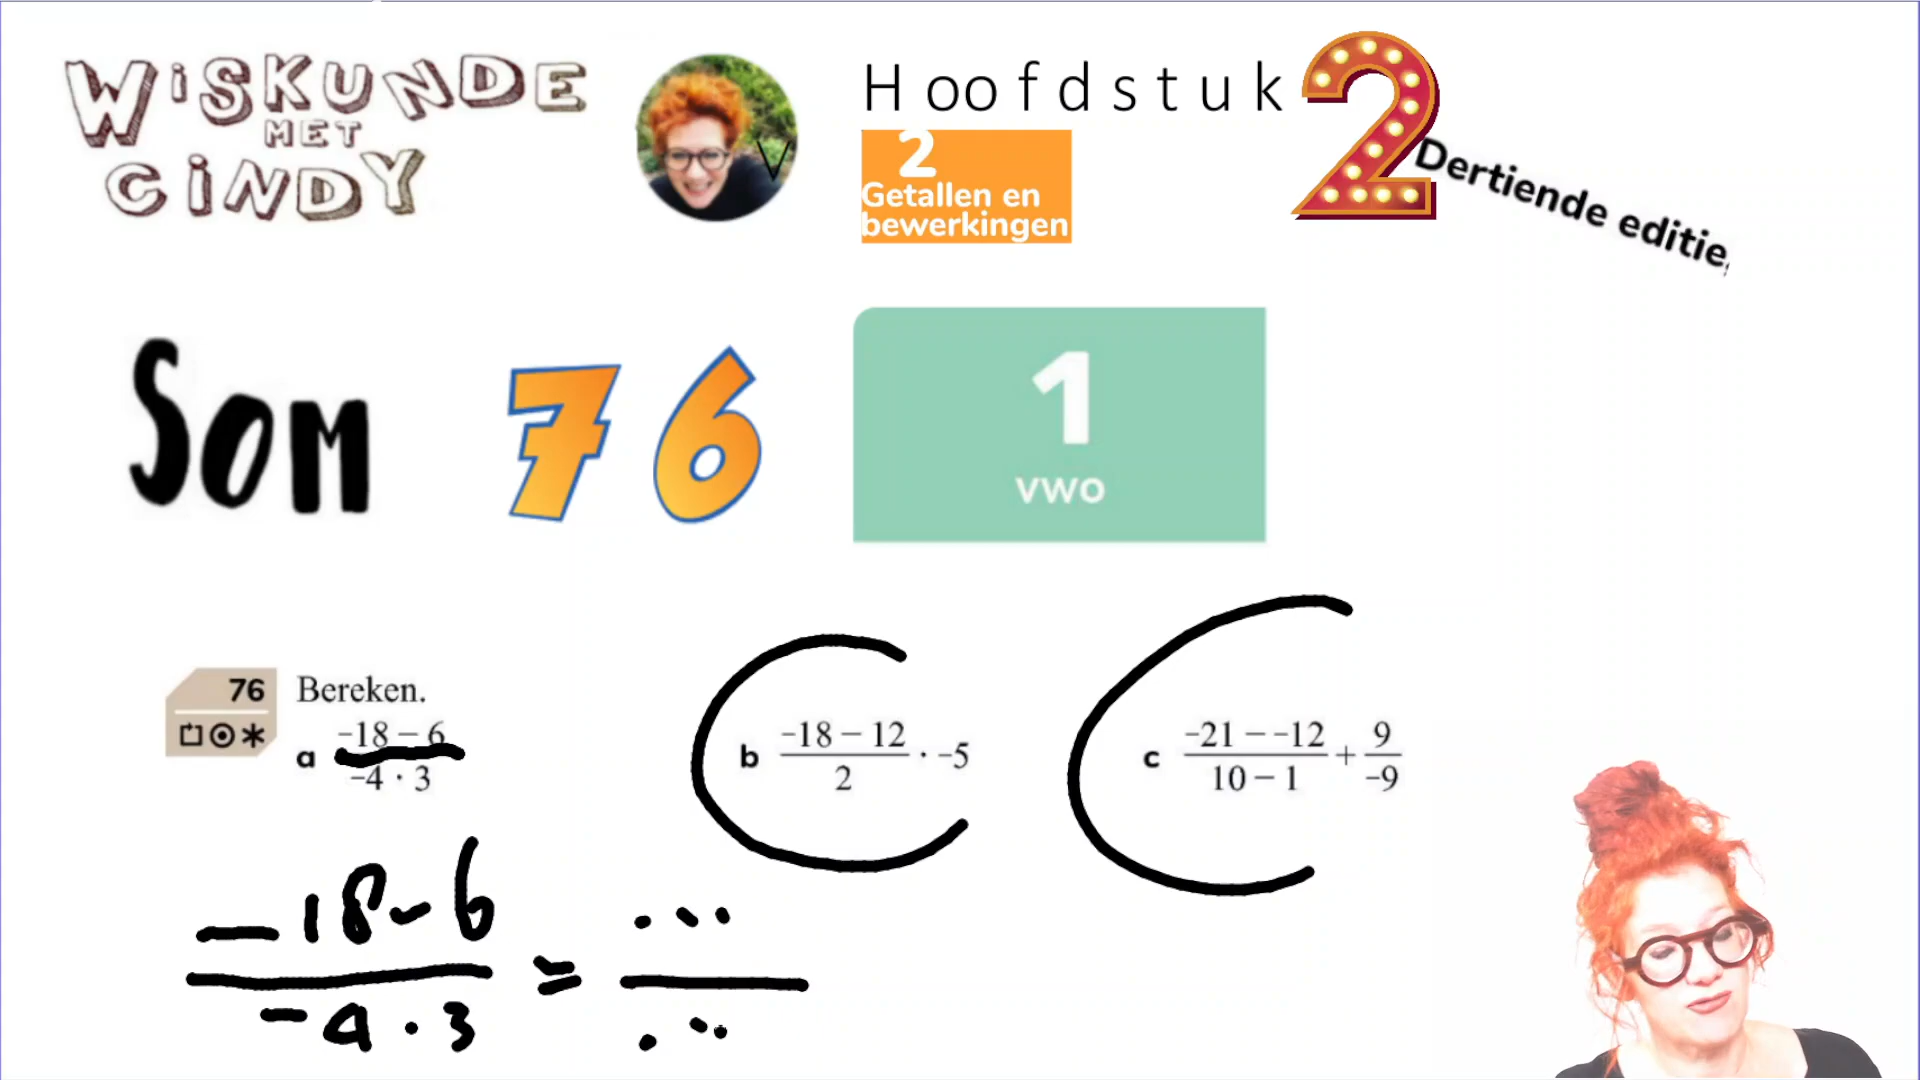 WiSKUNDE
MET
CiNDY
V
Hoofdstuk 2
2
Getallen en
bewerkingen
Dertiende editie,
Som 76
1
vwo
76 Bereken.
a −18 − 6 / −4 · 3
b −18 − 12 / 2 · −5
c −21 − −12 / 10 − 1 + 9 / −9
−18 − 6 / −4 · 3 = ... / ...